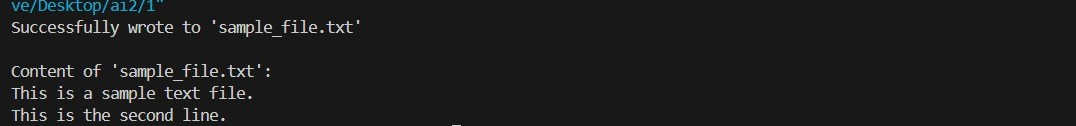 ve/Desktop/ai2/1"
Successfully wrote to 'sample_file.txt'
Content of 'sample_file.txt':
This is a sample text file.
This is the second line.